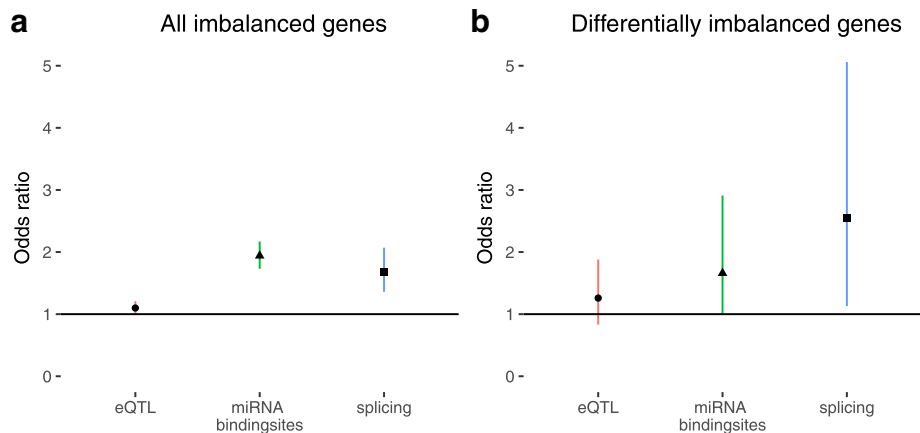 a
All imbalanced genes
Odds ratio
5
4
3
2
1
0
eQTL
miRNA
bindingsites
splicing
b
Differentially imbalanced genes
Odds ratio
5
4
3
2
1
0
eQTL
miRNA
bindingsites
splicing